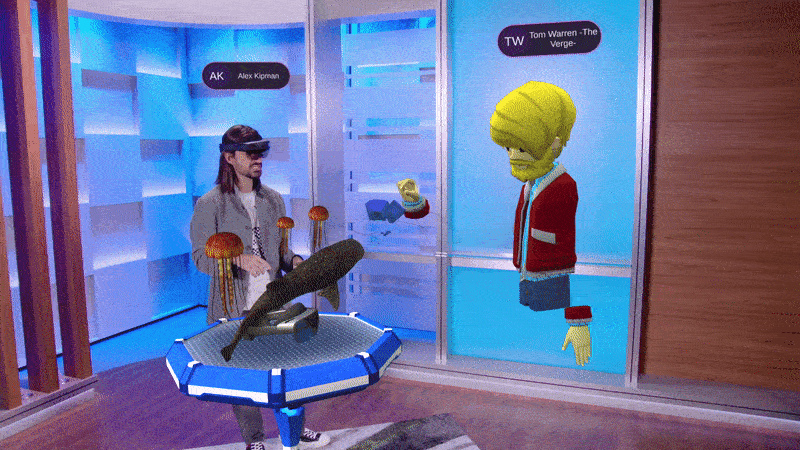 AK Alex Kipman
TW Tom Warren -The
Verge-